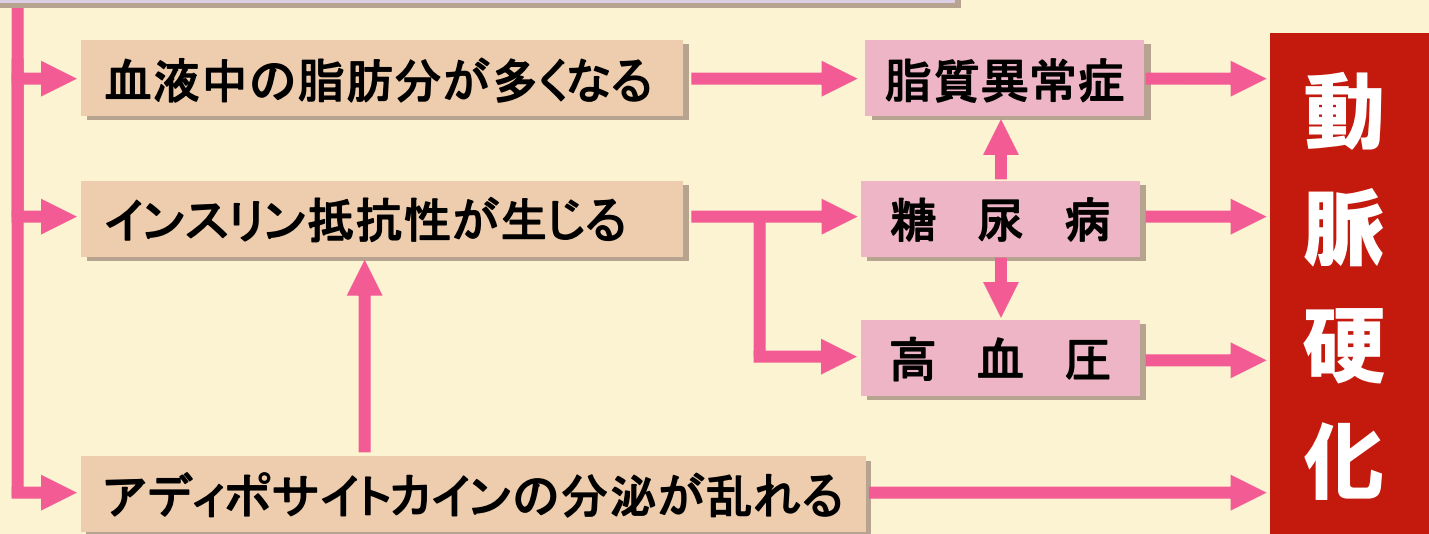 血液中の脂肪分が多くなる
脂質異常症
インスリン抵抗性が生じる
糖　尿　病
高　血　圧
アディポサイトカインの分泌が乱れる
動脈硬化